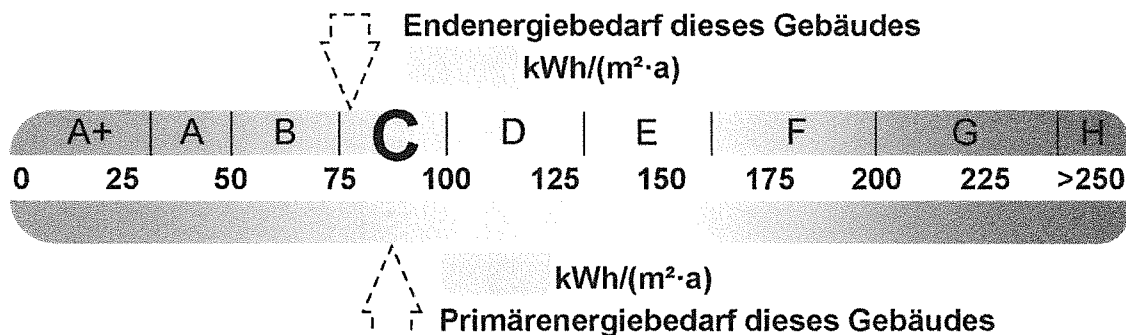 Endenergiebedarf dieses Gebäudes
kWh/(m²·a)
A+ A B C D E F G H
0 25 50 75 100 125 150 175 200 225 >250
kWh/(m²·a)
Primärenergiebedarf dieses Gebäudes